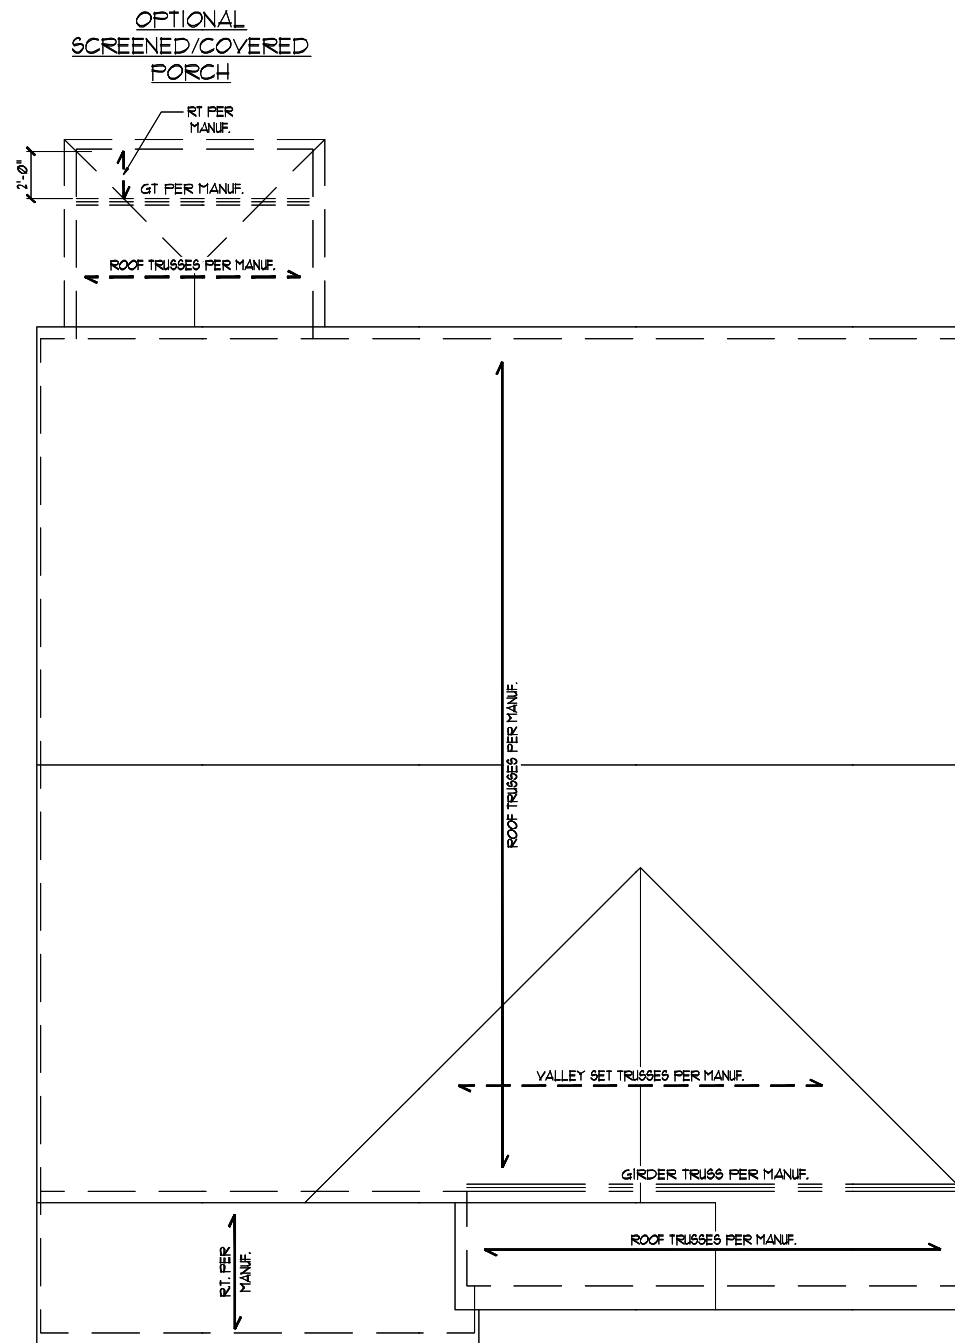 OPTIONAL
SCREENED/COVERED
PORCH
RT PER
MANUF.
2'-0"
GT PER MANUF.
ROOF TRUSSES PER MANUF.
ROOF TRUSSES PER MANUF.
VALLEY SET TRUSSES PER MANUF.
GIRDER TRUSS PER MANUF.
ROOF TRUSSES PER MANUF.
R.T. PER
MANUF.